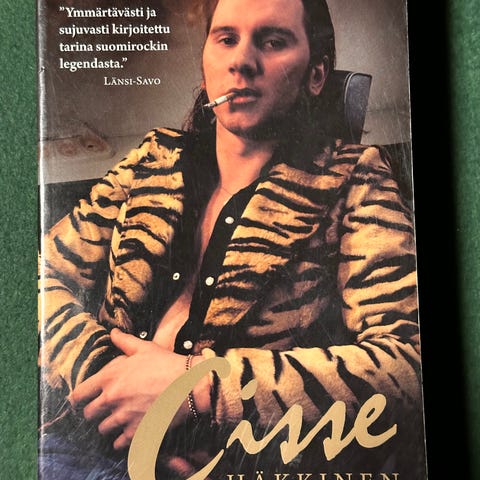 ”Ymmärtävästi ja
sujuvasti kirjoitettu
tarina suomirockin
legendasta.”
Länsi-Savo
Cisse
HÄKKINEN